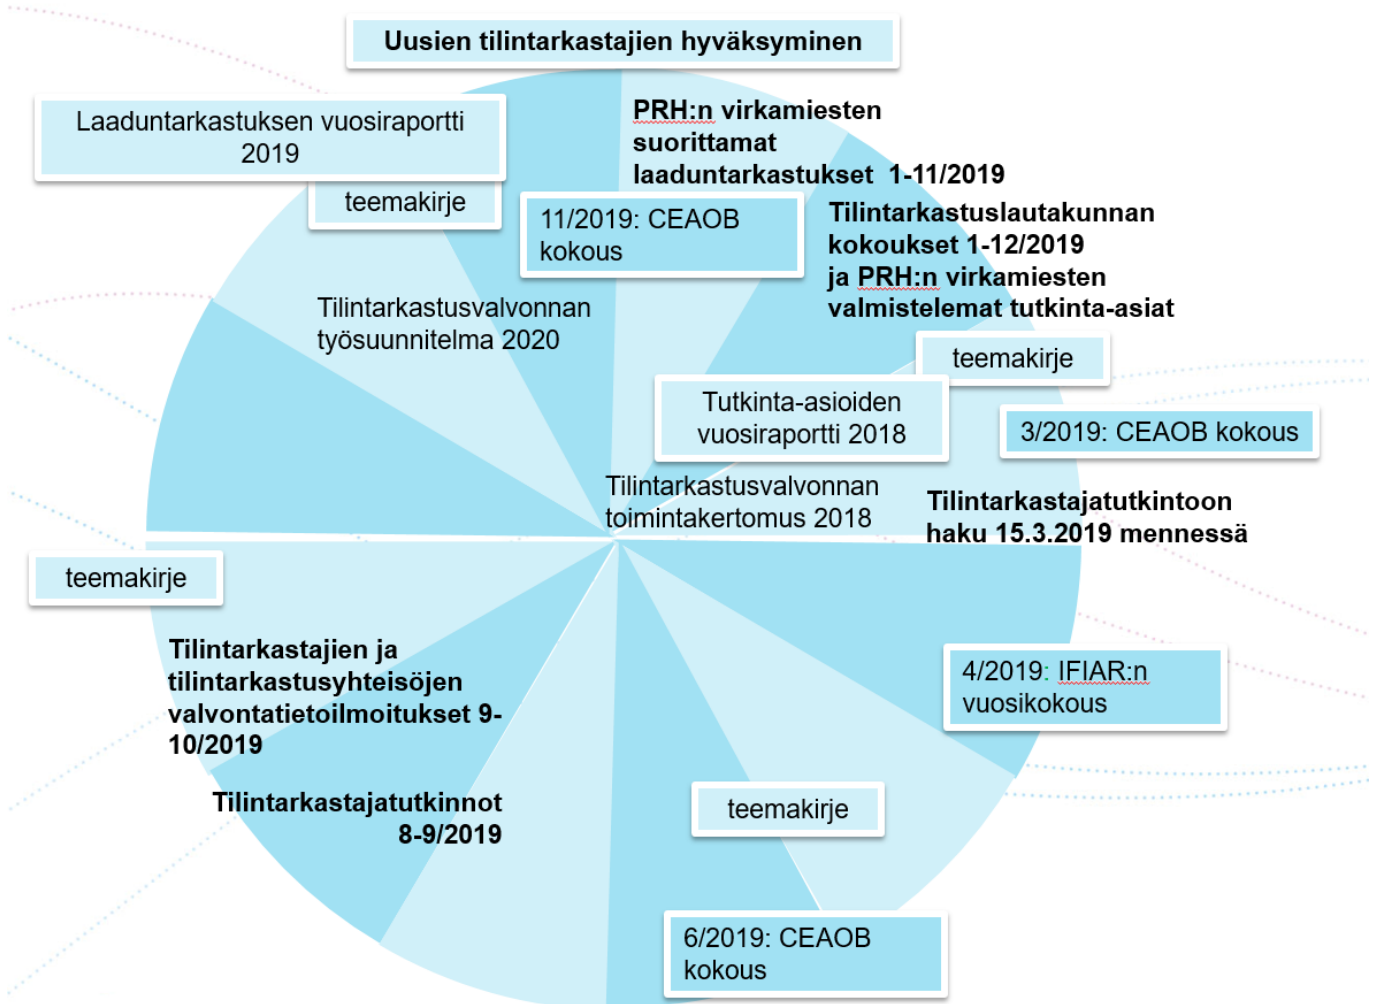 Uusien tilintarkastajien hyväksyminen
Laaduntarkastuksen vuosiraportti
2019
teemakirje
PRH:n virkamiesten
suorittamat
laaduntarkastukset 1-11/2019
11/2019: CEAOB
kokous
Tilintarkastuslautakunnan
kokoukset 1-12/2019
ja PRH:n virkamiesten
valmistelemat tutkinta-asiat
Tilintarkastusvalvonnan
työsuunnitelma 2020
teemakirje
Tutkinta-asioiden
vuosiraportti 2018
3/2019: CEAOB kokous
Tilintarkastusvalvonnan
toimintakertomus 2018
Tilintarkastajatutkintoon
haku 15.3.2019 mennessä
teemakirje
Tilintarkastajien ja
tilintarkastusyhteisöjen
valvontatietoilmoitukset 9-
10/2019
4/2019: IFIAR:n
vuosikokous
Tilintarkastajatutkinnot
8-9/2019
teemakirje
6/2019: CEAOB
kokous